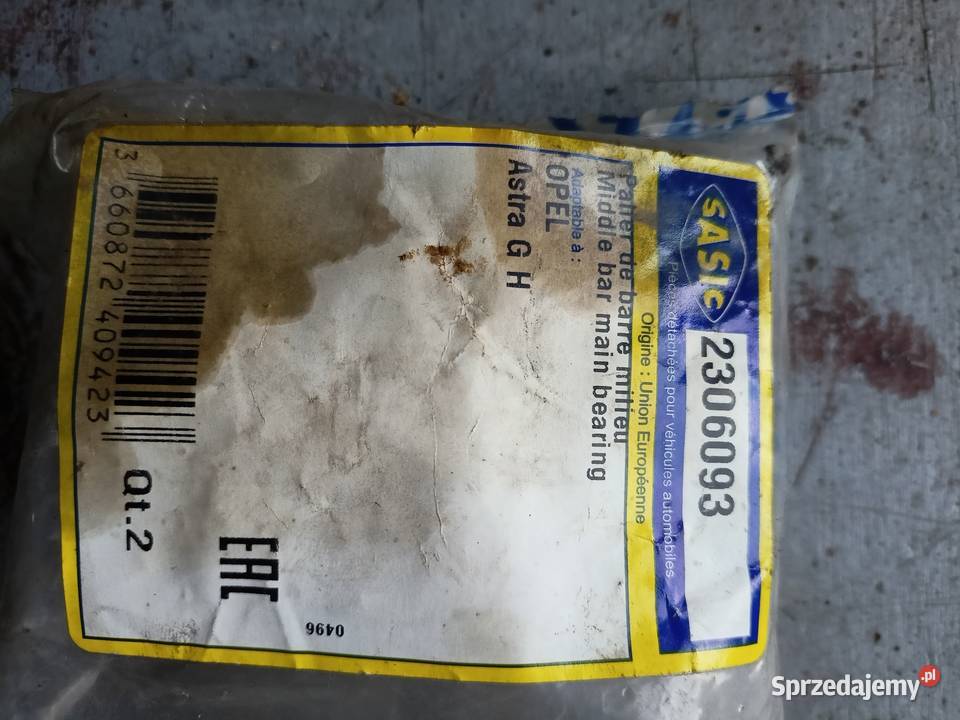 SASIC 2306093
Pièces détachées pour véhicules automobiles
Origine : Union Européenne
Palier de barre milieu
Middle bar main bearing
Adaptable à :
OPEL
Astra G H
EAC
0496
3 660872 409423
Qt.2
Sprzedajemy.pl